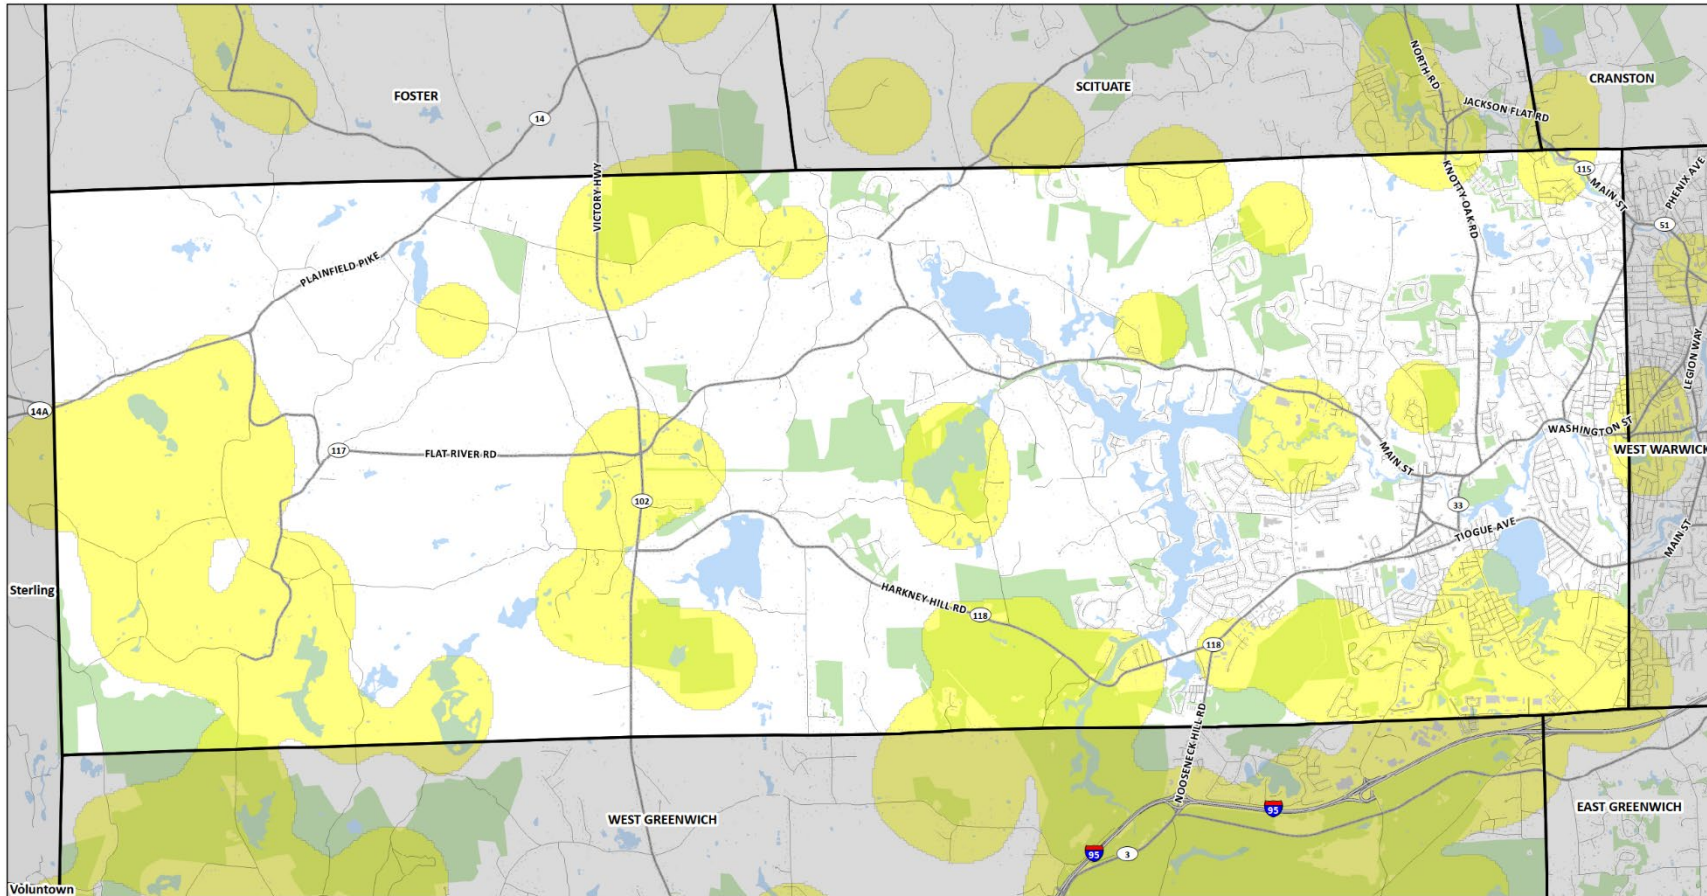 FOSTER
SCITUATE
CRANSTON
NORTH RD
JACKSON FLAT RD
14
VICTORY HWY
KNOTTY OAK RD
115
MAIN ST
PHENIX AVE
51
PLAINFIELD PIKE
LEGION WAY
14A
117
FLAT RIVER RD
MAIN ST
WASHINGTON ST
WEST WARWICK
102
33
TIOGUE AVE
MAIN ST
Sterling
HARKNEY HILL RD
118
118
NOOSENECK HILL RD
WEST GREENWICH
95
EAST GREENWICH
95
3
Voluntown